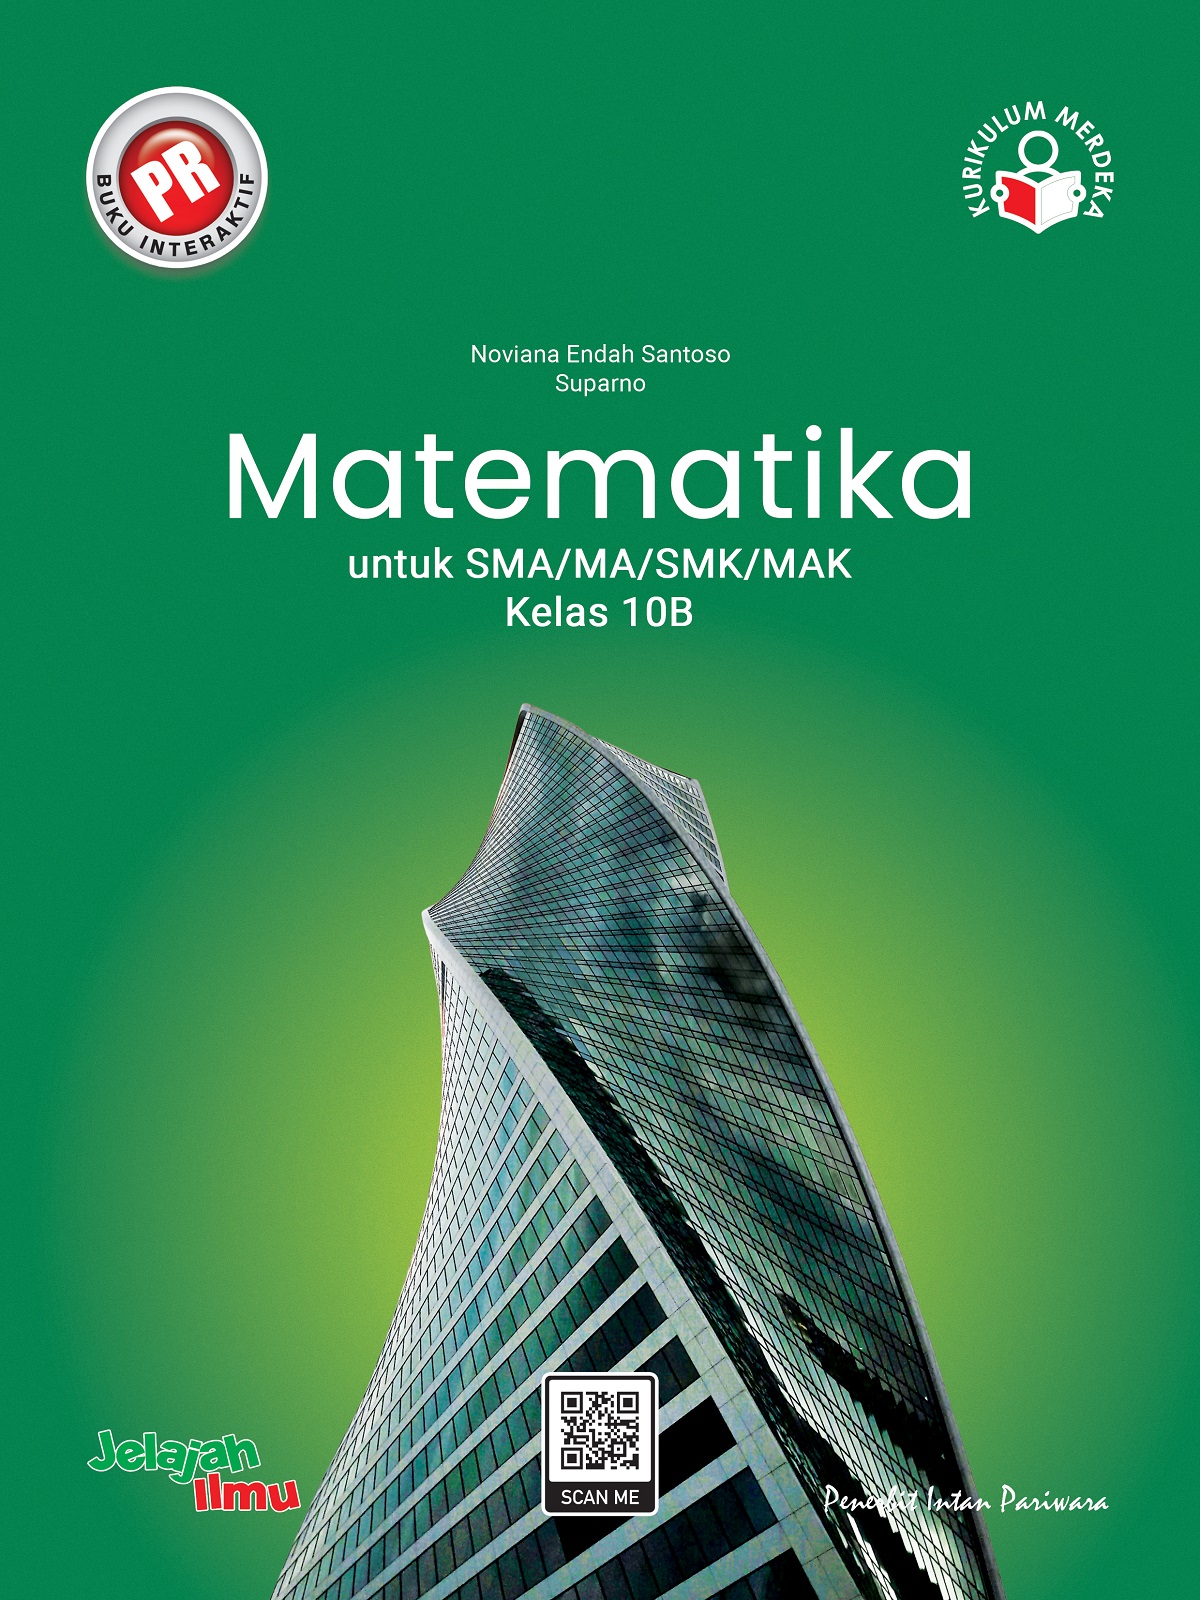 PR
BUKU INTERAKTIF
KURIKULUM MERDEKA
Noviana Endah Santoso
Suparno
Matematika
untuk SMA/MA/SMK/MAK
Kelas 10B
Jelajah
Ilmu
SCAN ME
Penerbit Intan Pariwara